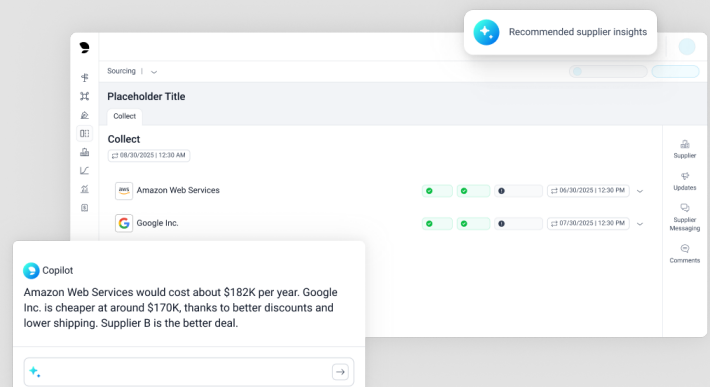 Recommended supplier insights
Sourcing |
Placeholder Title
Collect
Collect
08/30/2025 | 12:30 AM
Supplier
aws Amazon Web Services 06/30/2025 | 12:30 PM
Updates
G Google Inc. 07/30/2025 | 12:30 PM
Supplier
Messaging
Comments
Copilot
Amazon Web Services would cost about $182K per year. Google
Inc. is cheaper at around $170K, thanks to better discounts and
lower shipping. Supplier B is the better deal.